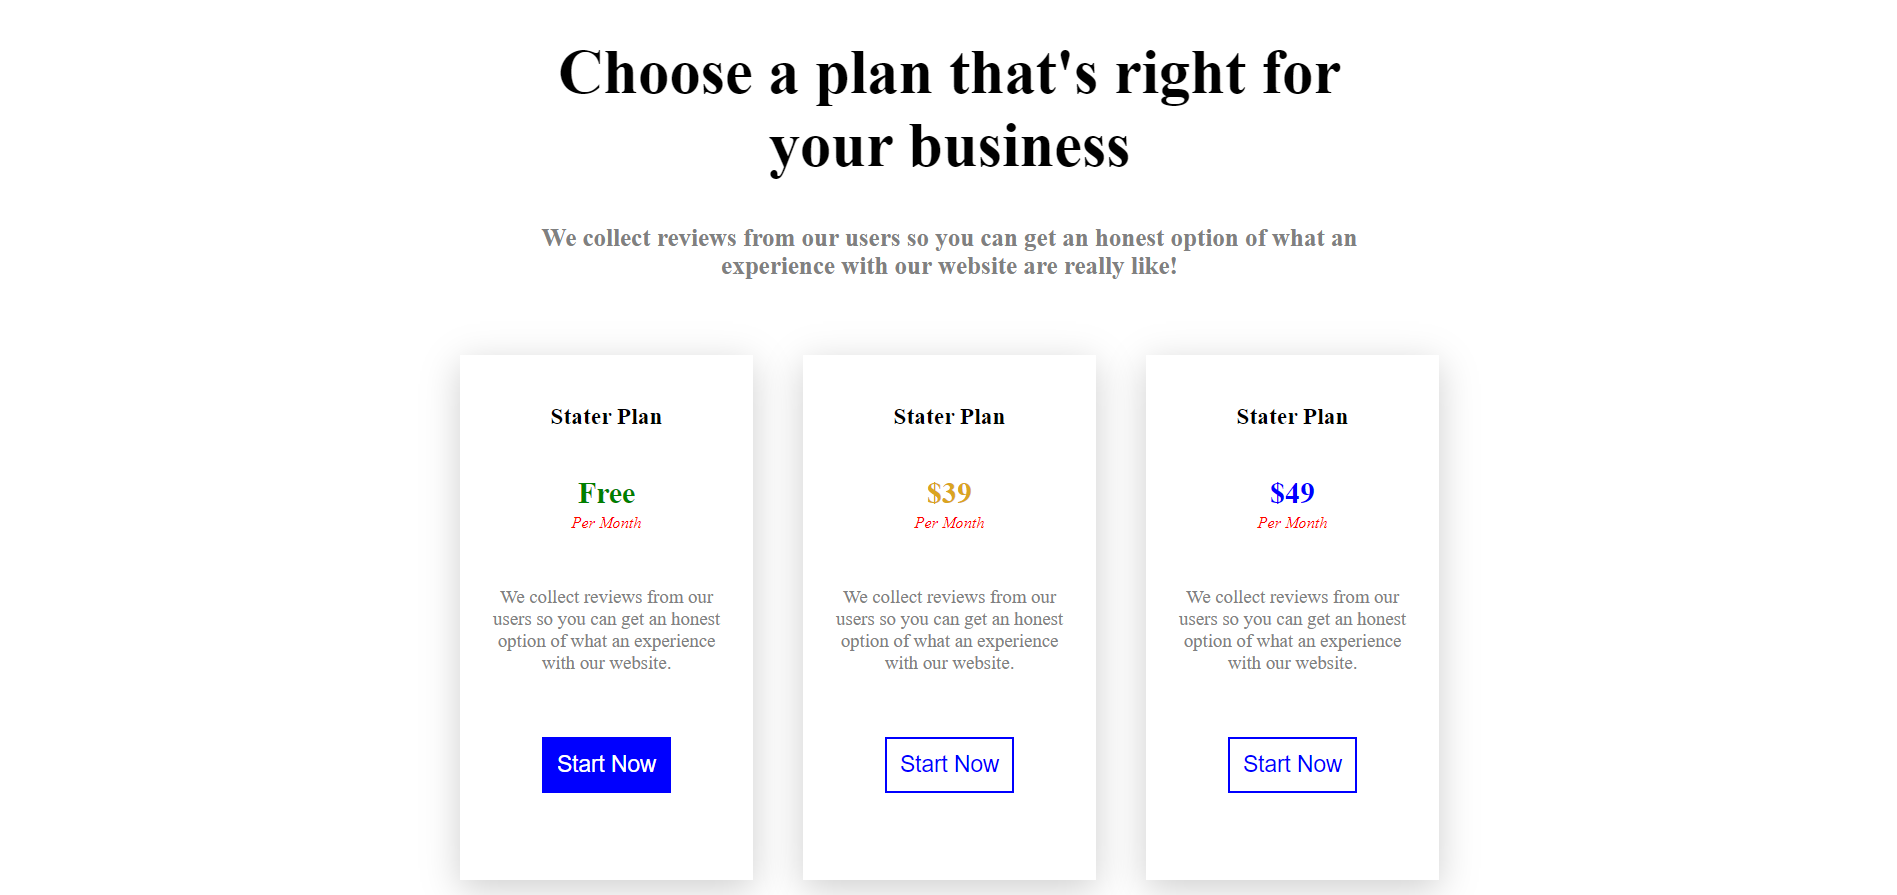 Choose a plan that's right for
your business
We collect reviews from our users so you can get an honest option of what an
experience with our website are really like!
Stater Plan
Free
Per Month
We collect reviews from our
users so you can get an honest
option of what an experience
with our website.
Start Now
Stater Plan
$39
Per Month
We collect reviews from our
users so you can get an honest
option of what an experience
with our website.
Start Now
Stater Plan
$49
Per Month
We collect reviews from our
users so you can get an honest
option of what an experience
with our website.
Start Now